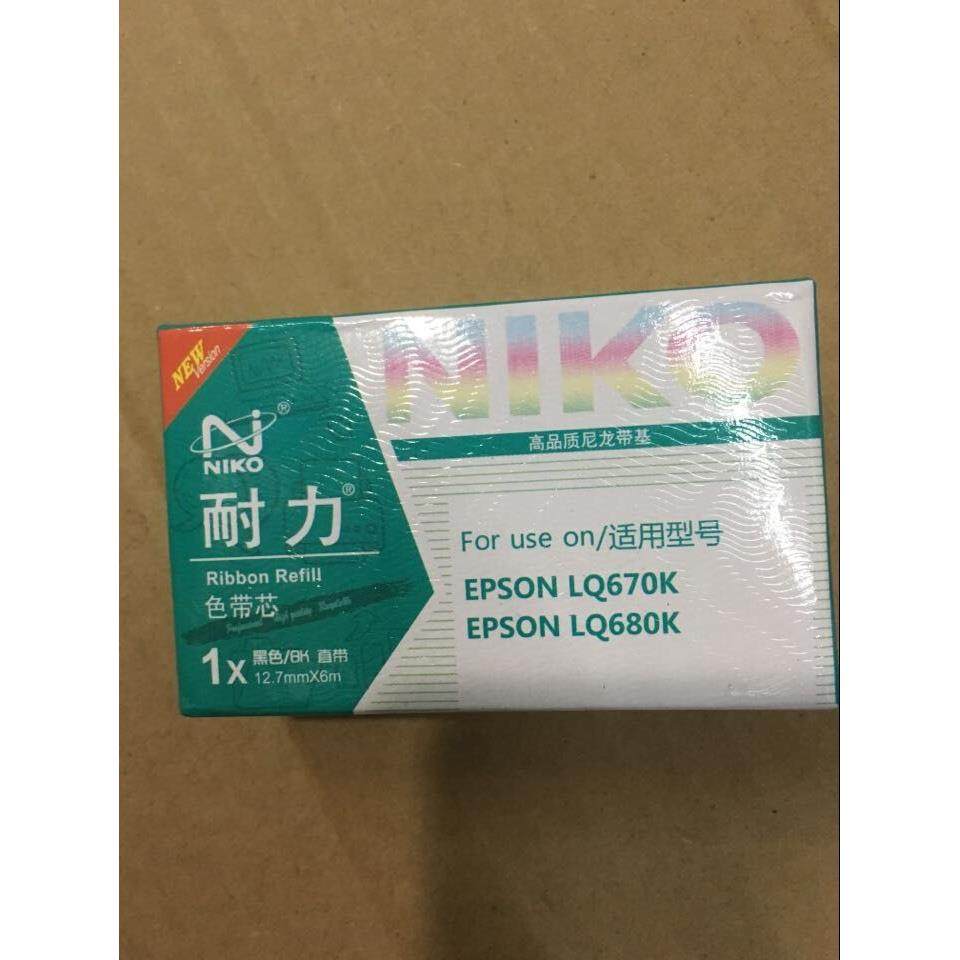 NEW
Version
NIKO
高品质尼龙带基
NIKO
®
耐力®
Ribbon Refill
色带芯
1x 黑色/BK 直带
12.7mmX6m
For use on/适用型号
EPSON LQ670K
EPSON LQ680K